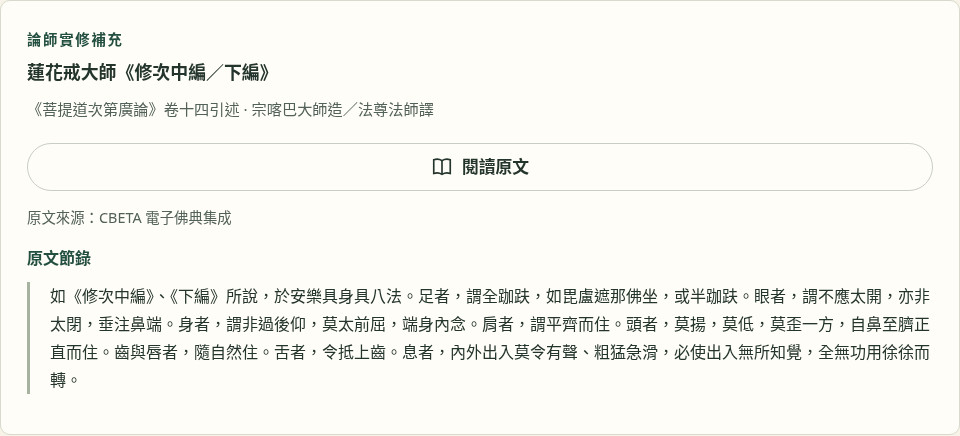 論師實修補充
蓮花戒大師《修次中編／下編》
《菩提道次第廣論》卷十四引述 · 宗喀巴大師造／法尊法師譯
閱讀原文
原文來源：CBETA 電子佛典集成
原文節錄
如《修次中編》、《下編》所說，於安樂具身具八法。足者，謂全跏趺，如毘盧遮那佛坐，或半跏趺。眼者，謂不應太開，亦非
太閉，垂注鼻端。身者，謂非過後仰，莫太前屈，端身內念。肩者，謂平齊而住。頭者，莫揚，莫低，莫歪一方，自鼻至臍正
直而住。齒與唇者，隨自然住。舌者，令抵上齒。息者，內外出入莫令有聲、粗猛急滑，必使出入無所知覺，全無功用徐徐而
轉。